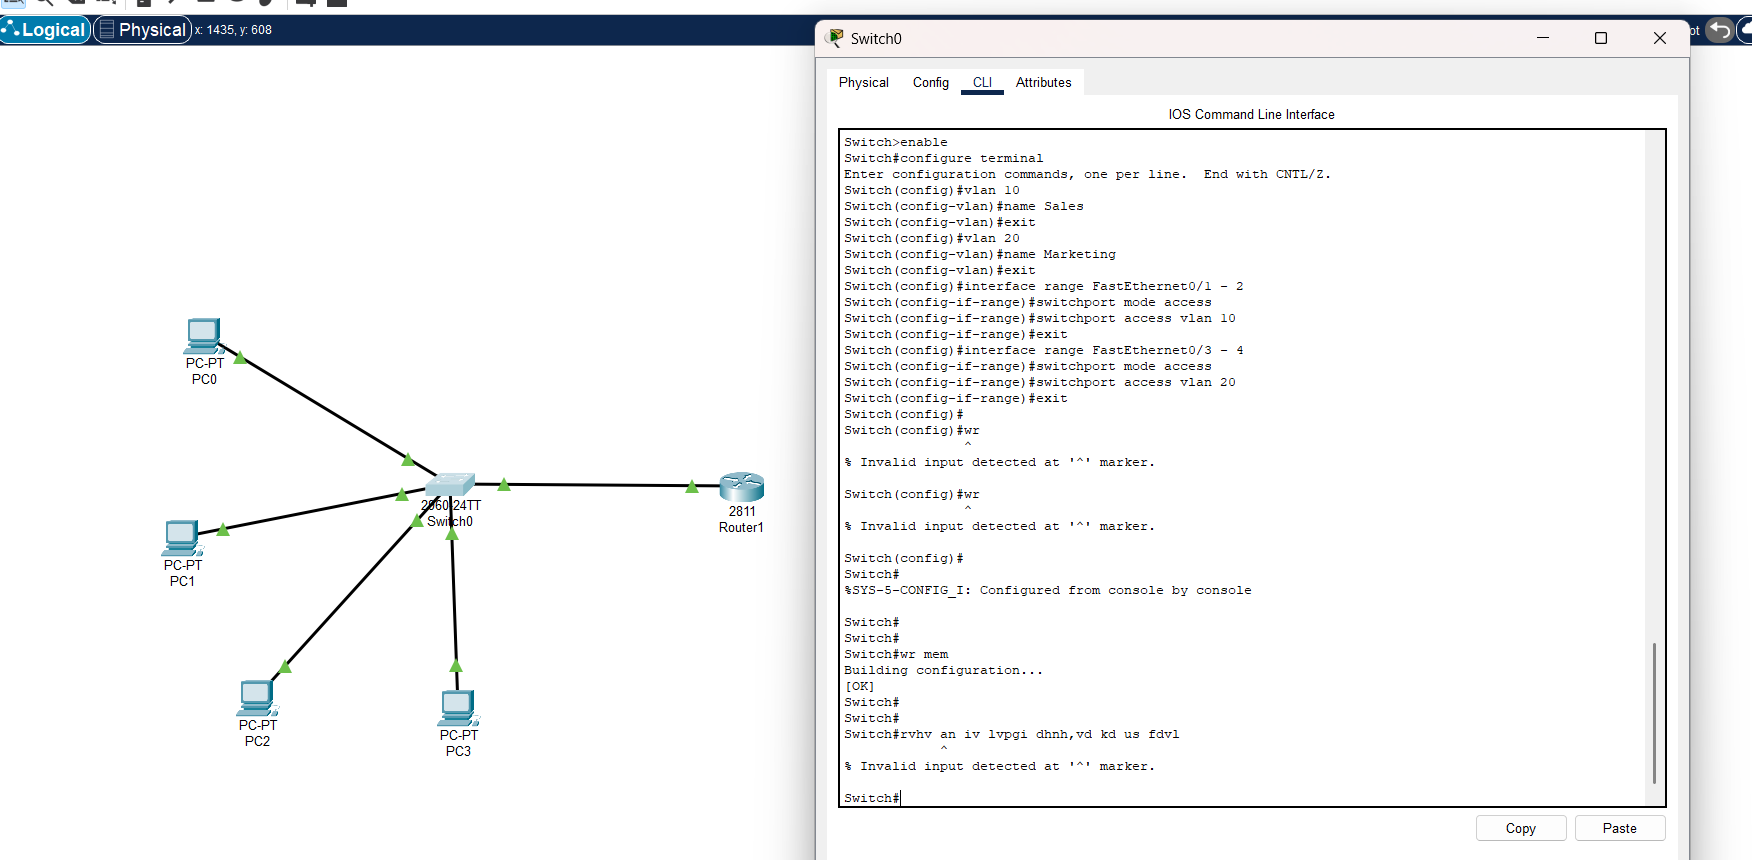 Logical
Physical
x: 1435, y: 608
Switch0
Physical
Config
CLI
Attributes
IOS Command Line Interface
Switch>enable
Switch#configure terminal
Enter configuration commands, one per line.  End with CNTL/Z.
Switch(config)#vlan 10
Switch(config-vlan)#name Sales
Switch(config-vlan)#exit
Switch(config)#vlan 20
Switch(config-vlan)#name Marketing
Switch(config-vlan)#exit
Switch(config)#interface range FastEthernet0/1 - 2
Switch(config-if-range)#switchport mode access
Switch(config-if-range)#switchport access vlan 10
Switch(config-if-range)#exit
Switch(config)#interface range FastEthernet0/3 - 4
Switch(config-if-range)#switchport mode access
Switch(config-if-range)#switchport access vlan 20
Switch(config-if-range)#exit
Switch(config)#
Switch(config)#wr
^
% Invalid input detected at '^' marker.
Switch(config)#wr
^
% Invalid input detected at '^' marker.
Switch(config)#
Switch#
%SYS-5-CONFIG_I: Configured from console by console
Switch#
Switch#
Switch#wr mem
Building configuration...
[OK]
Switch#
Switch#
Switch#rvhv an iv lvpgi dhnh,vd kd us fdvl
^
% Invalid input detected at '^' marker.
Switch#
Copy
Paste
PC-PT
PC0
2960-24TT
Switch0
2811
Router1
PC-PT
PC1
PC-PT
PC2
PC-PT
PC3